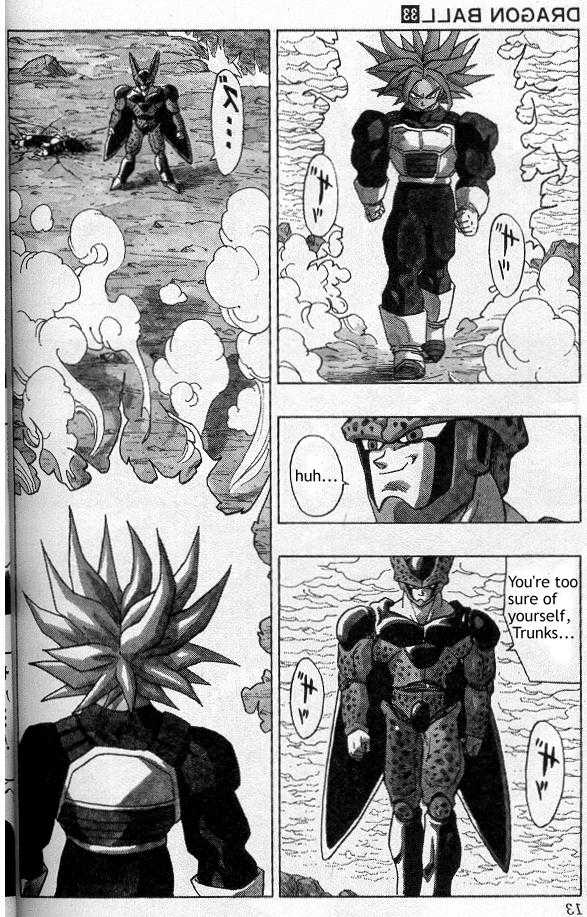 DRAGON BALL 33
ザッ
ザッ
huh...
You're too
sure of
yourself,
Trunks...
ザッ
ザッ
13